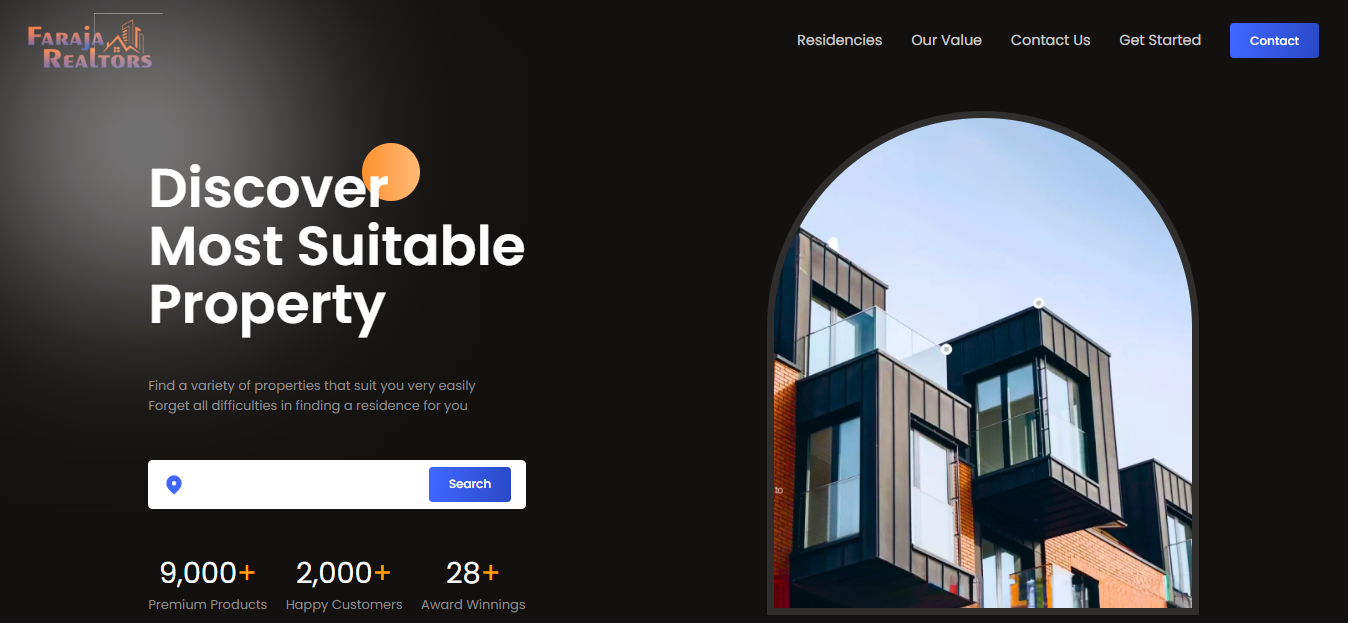 FARAJA
REALTORS
Residencies
Our Value
Contact Us
Get Started
Contact
Discover
Most Suitable
Property
Find a variety of properties that suit you very easily
Forget all difficulties in finding a residence for you
Search
9,000+
2,000+
28+
Premium Products
Happy Customers
Award Winnings
to